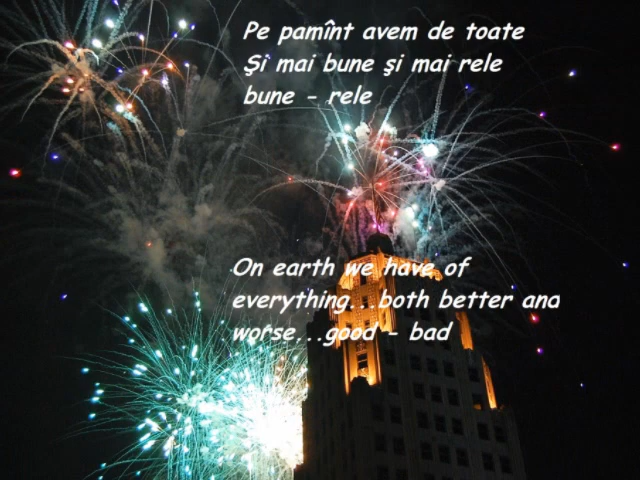 Pe pamînt avem de toate
Şi mai bune şi mai rele
bune - rele
On earth we have of
everything...both better and
worse...good - bad